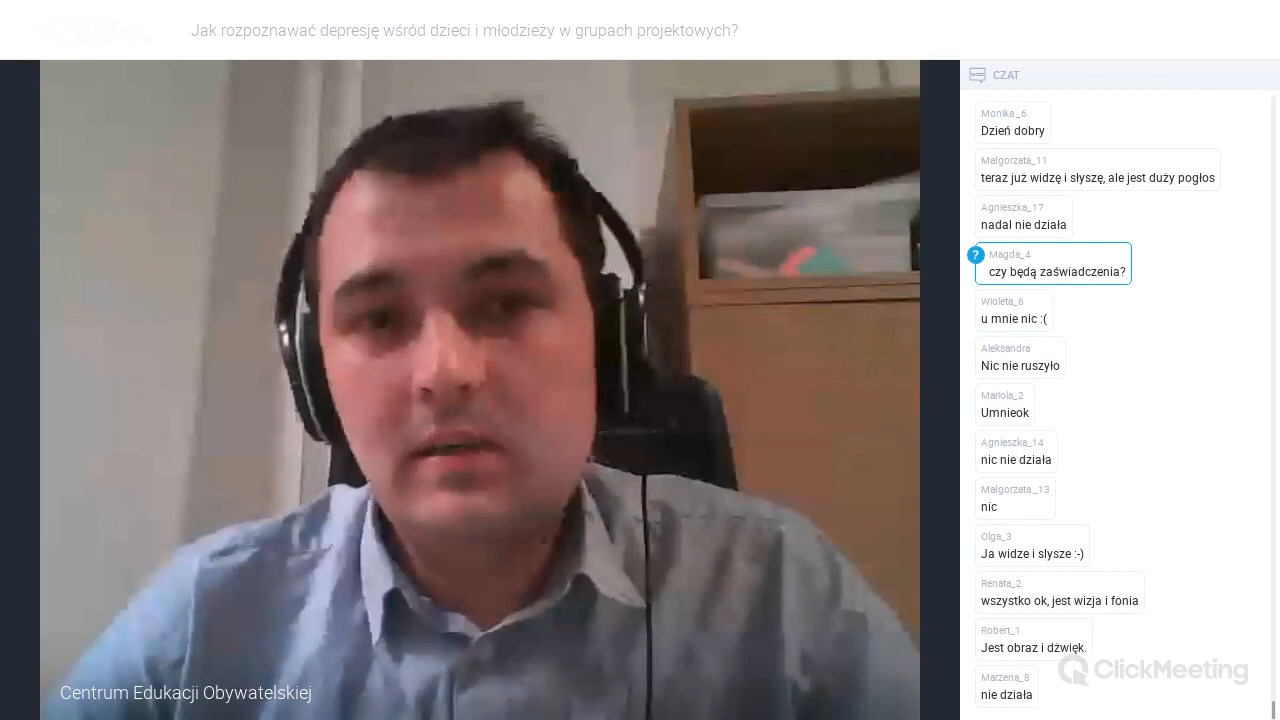 Jak rozpoznawać depresję wśród dzieci i młodzieży w grupach projektowych?
CZAT
Monika_6
Dzień dobry
Małgorzata_11
teraz już widzę i słyszę, ale jest duży pogłos
Agnieszka_17
nadal nie działa
?
Magda_4
czy będą zaświadczenia?
Wioleta_6
u mnie nic :(
Aleksandra
Nic nie ruszyło
Mariola_2
Umnieok
Agnieszka_14
nic nie działa
Małgorzata_13
nic
Olga_3
Ja widze i slysze :-)
Renata_2
wszystko ok, jest wizja i fonia
Robert_1
Jest obraz i dźwięk.
Marzena_8
nie działa
ClickMeeting
Centrum Edukacji Obywatelskiej